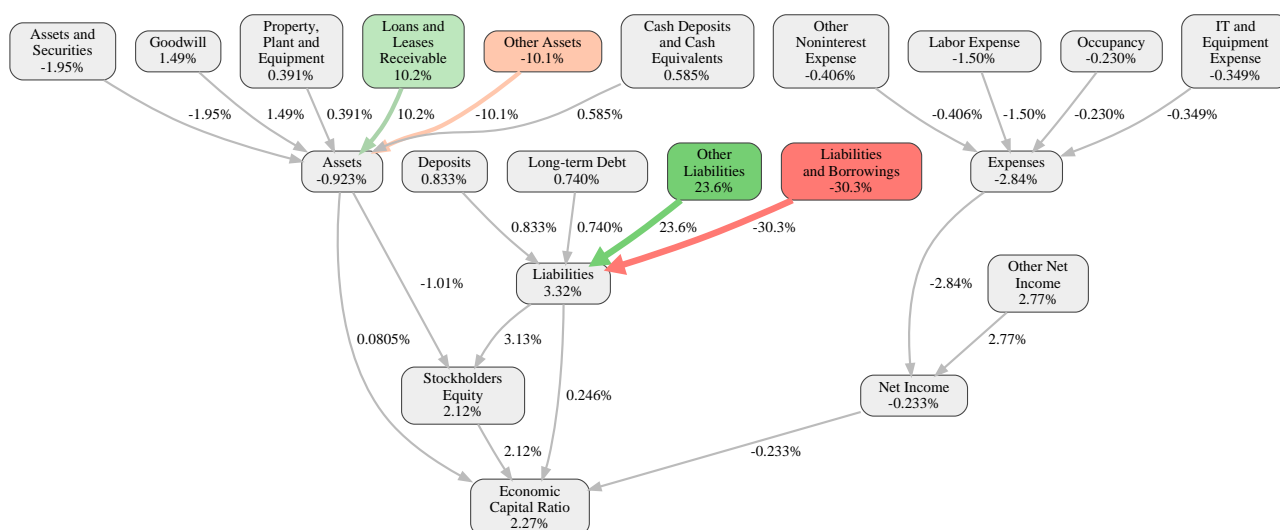 Assets and
Securities
-1.95%
Goodwill
1.49%
Property,
Plant and
Equipment
0.391%
Loans and
Leases
Receivable
10.2%
Other Assets
-10.1%
Cash Deposits
and Cash
Equivalents
0.585%
Other
Noninterest
Expense
-0.406%
Labor Expense
-1.50%
Occupancy
-0.230%
IT and
Equipment
Expense
-0.349%
-1.95%
1.49%
0.391%
10.2%
-10.1%
0.585%
-0.406%
-1.50%
-0.230%
-0.349%
Assets
-0.923%
Deposits
0.833%
Long-term Debt
0.740%
Other
Liabilities
23.6%
Liabilities
and Borrowings
-30.3%
Expenses
-2.84%
0.833%
0.740%
23.6%
-30.3%
Liabilities
3.32%
Other Net
Income
2.77%
-1.01%
-2.84%
0.0805%
3.13%
2.77%
Stockholders
Equity
2.12%
0.246%
Net Income
-0.233%
2.12%
-0.233%
Economic
Capital Ratio
2.27%